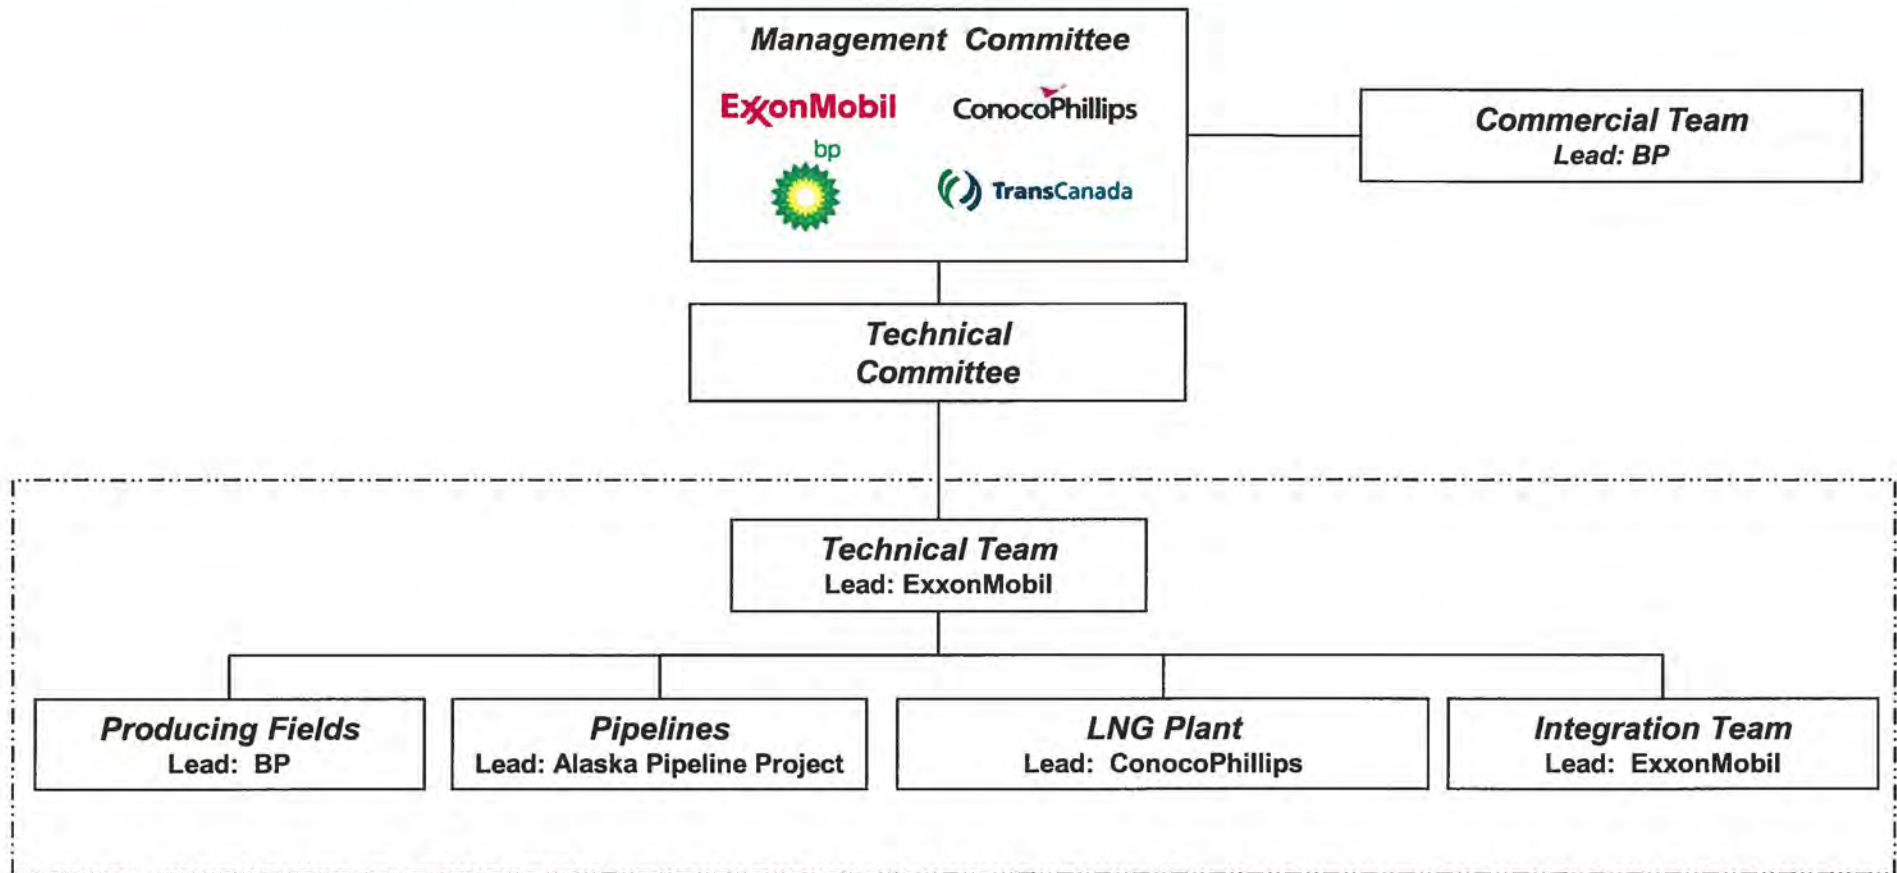 Management Committee
ExxonMobil
ConocoPhillips
bp
TransCanada
Commercial Team
Lead: BP
Technical
Committee
Technical Team
Lead: ExxonMobil
Producing Fields
Lead: BP
Pipelines
Lead: Alaska Pipeline Project
LNG Plant
Lead: ConocoPhillips
Integration Team
Lead: ExxonMobil